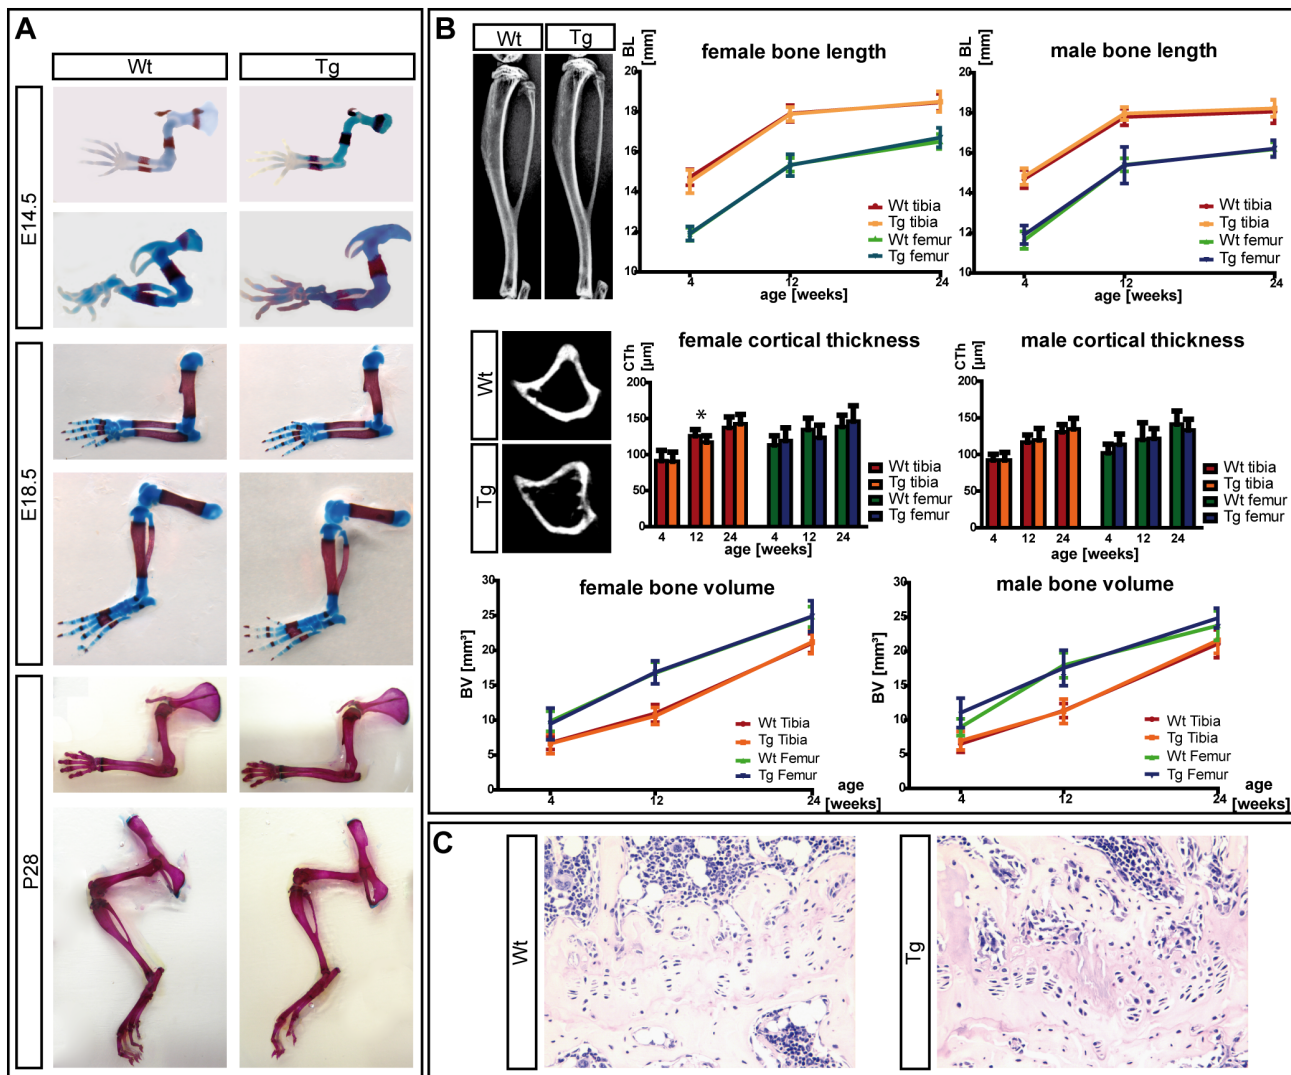 A
Wt
Tg
E14.5
E18.5
P28
B
Wt
Tg
female bone length
BL
[mm]
20
18
16
14
12
10
4
12
24
age [weeks]
Wt tibia
Tg tibia
Wt femur
Tg femur
male bone length
BL
[mm]
20
18
16
14
12
10
4
12
24
age [weeks]
Wt tibia
Tg tibia
Wt femur
Tg femur
Wt
Tg
female cortical thickness
CTh
[µm]
200
150
100
50
0
*
4
12
24
4
12
24
age [weeks]
Wt tibia
Tg tibia
Wt femur
Tg femur
male cortical thickness
CTh
[µm]
200
150
100
50
0
4
12
24
4
12
24
age [weeks]
Wt tibia
Tg tibia
Wt femur
Tg femur
female bone volume
BV [mm³]
30
25
20
15
10
5
0
4
12
24
age
[weeks]
Wt Tibia
Tg Tibia
Wt Femur
Tg Femur
male bone volume
BV [mm³]
30
25
20
15
10
5
0
4
12
24
age
[weeks]
Wt Tibia
Tg Tibia
Wt Femur
Tg Femur
C
Wt
Tg